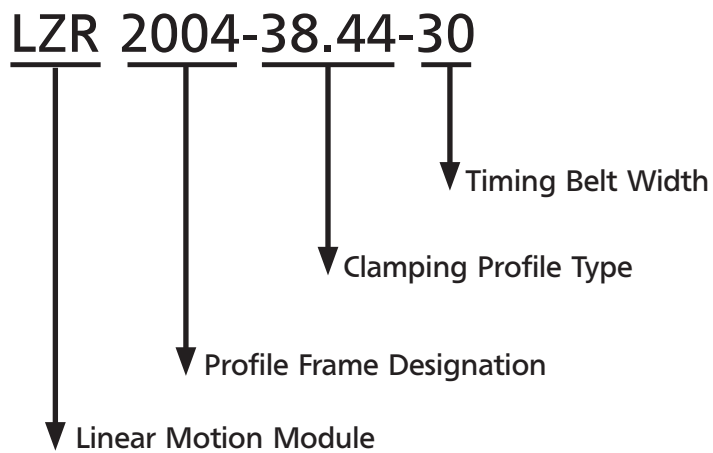 LZR 2004-38.44-30
Timing Belt Width
Clamping Profile Type
Profile Frame Designation
Linear Motion Module